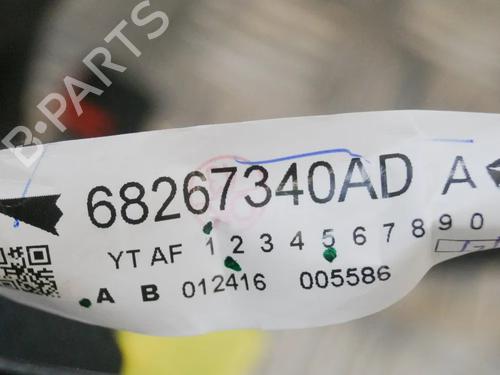 B-PARTS
68267340AD A
YT AF 1 2 3 4 5 6 7 8 9 0
A B 012416 005586